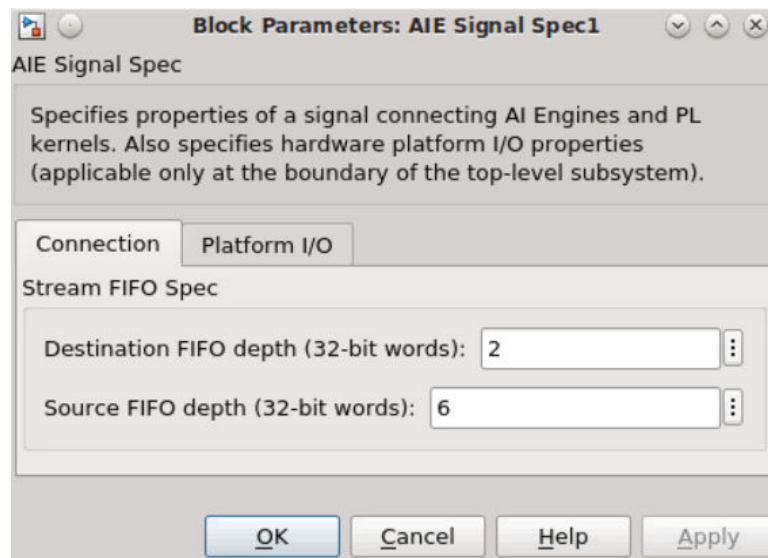 Block Parameters: AIE Signal Spec1
AIE Signal Spec
Specifies properties of a signal connecting AI Engines and PL
kernels. Also specifies hardware platform I/O properties
(applicable only at the boundary of the top-level subsystem).
Connection Platform I/O
Stream FIFO Spec
Destination FIFO depth (32-bit words): 2
Source FIFO depth (32-bit words): 6
OK Cancel Help Apply